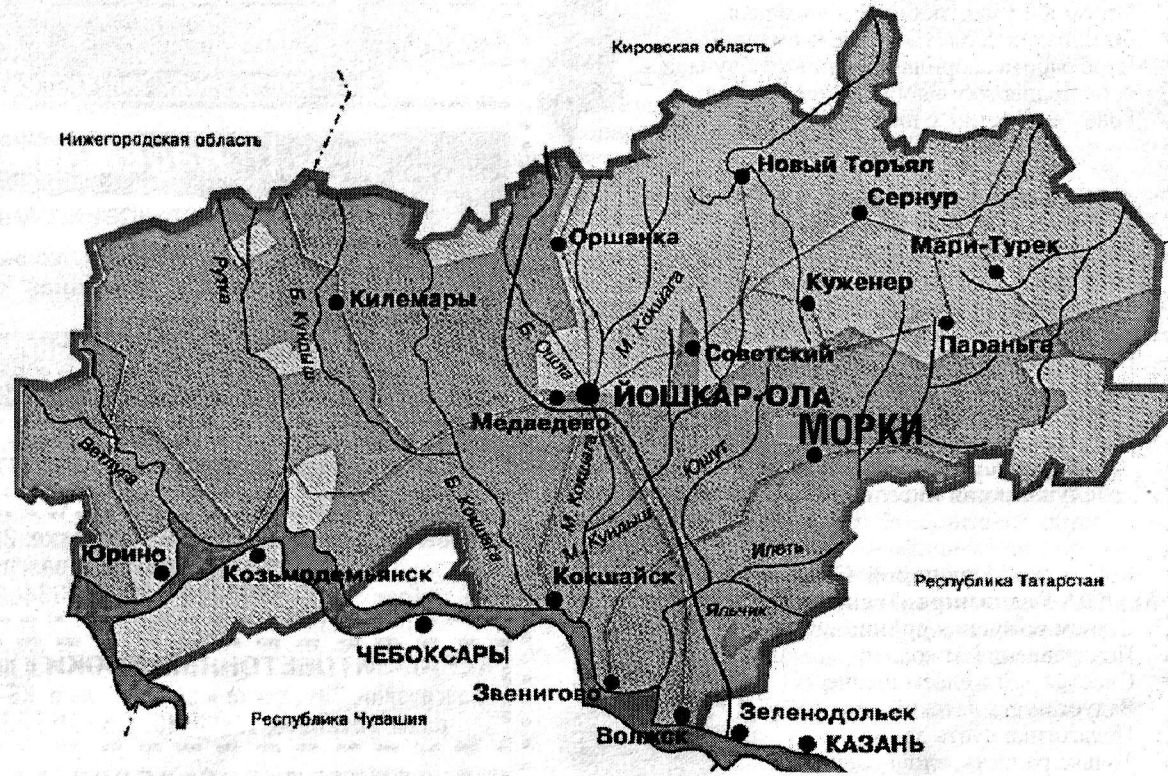 Кировская область
Нижегородская область
Новый Торъял
Сернур
Оршанка
Мари-Турек
Рутка
Б. Кундыш
Килемары
М. Кокшага
Куженер
Б. Ошла
Советский
Параньга
ЙОШКАР-ОЛА
Медведево
МОРКИ
Ветлуга
Б. Кокшага
М. Кокшага
Юшут
М. Кундыш
Юрино
Козьмодемьянск
Кокшайск
Илеть
Республика Татарстан
Яльчик
ЧЕБОКСАРЫ
Звенигово
Республика Чувашия
Волжск
Зеленодольск
КАЗАНЬ